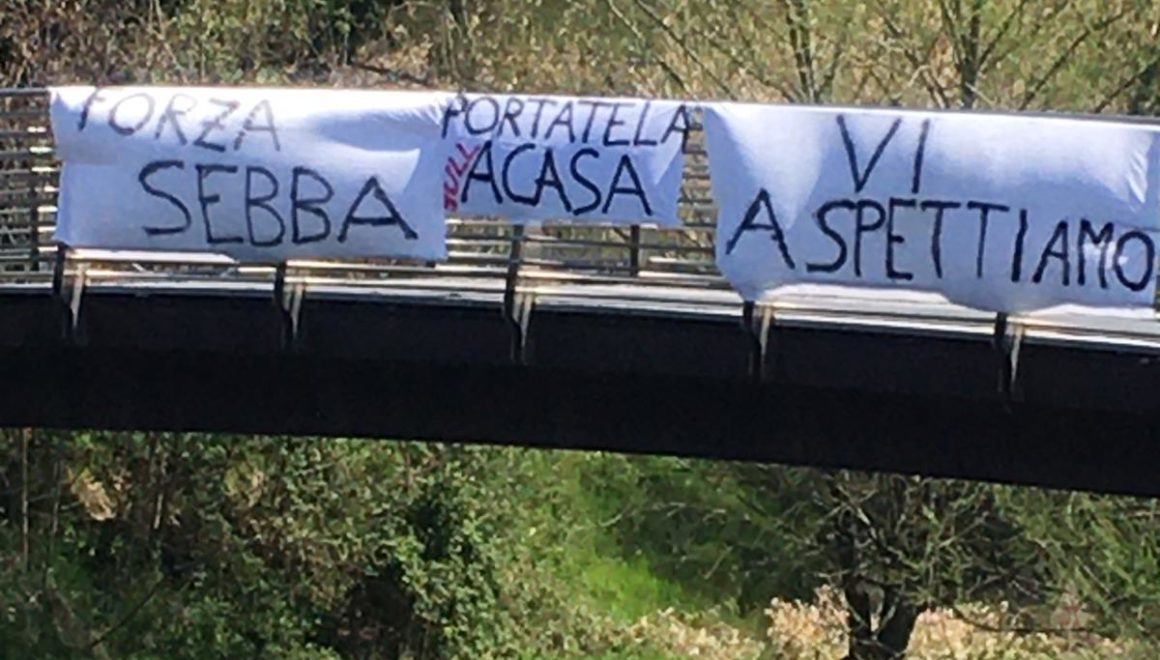 FORZA
SEBBA
PORTATELA
ACASA
VI
ASPETTIAMO